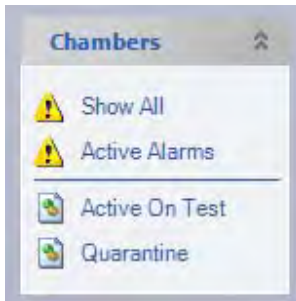 Chambers
Show All
Active Alarms
Active On Test
Quarantine